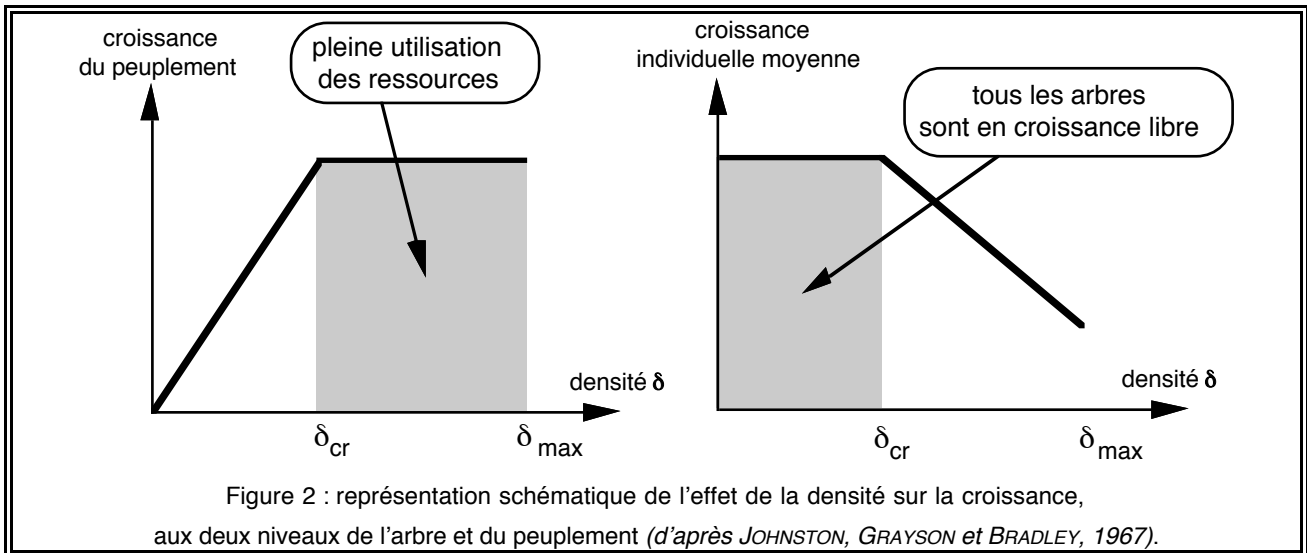 croissance
du peuplement
pleine utilisation
des ressources
densité δ
δcr
δmax
croissance
individuelle moyenne
tous les arbres
sont en croissance libre
densité δ
δcr
δmax
Figure 2 : représentation schématique de l'effet de la densité sur la croissance,
aux deux niveaux de l'arbre et du peuplement (d'après JOHNSTON, GRAYSON et BRADLEY, 1967).